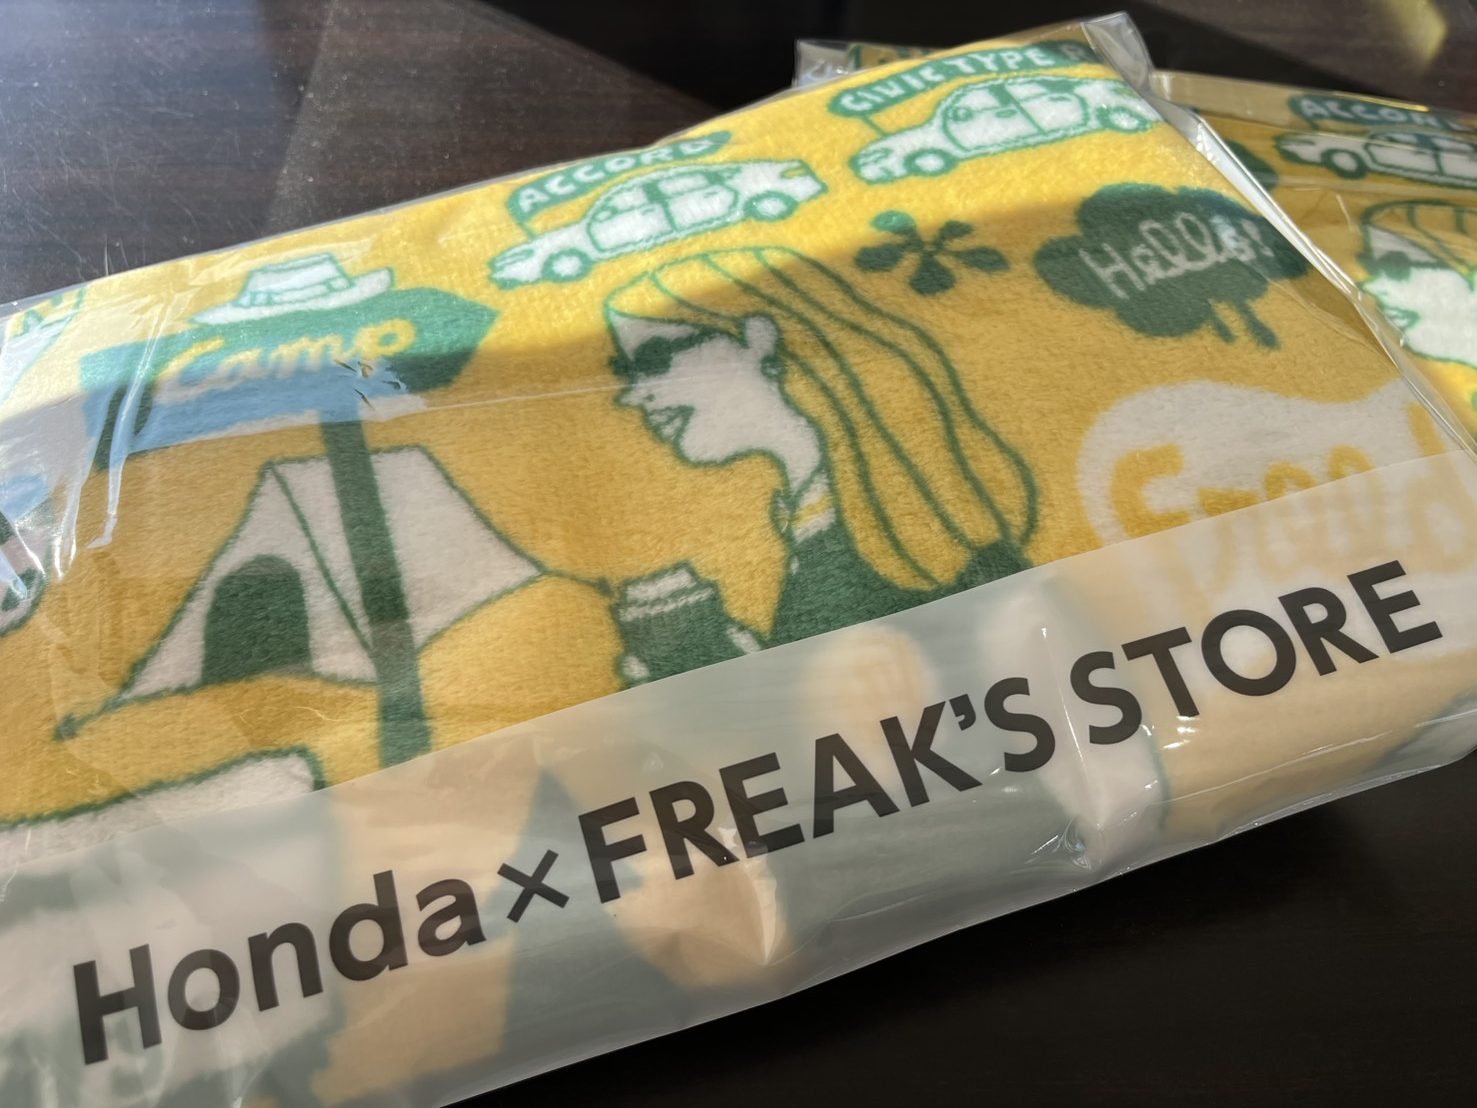 CIVIC TYPE R
ACCORD
ACCORD
Hello!
Camp
Honda×FREAK'S STORE